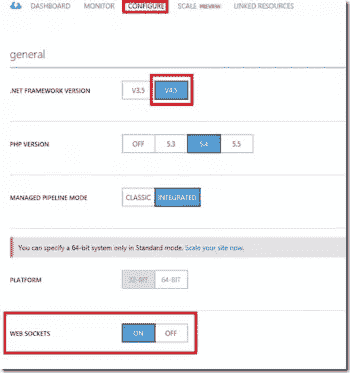 DASHBOARD MONITOR CONFIGURE SCALE PREVIEW LINKED RESOURCES
general
.NET FRAMEWORK VERSION V3.5 V4.5
PHP VERSION OFF 5.3 5.4 5.5
MANAGED PIPELINE MODE CLASSIC INTEGRATED
You can specify a 64-bit system only in Standard mode. Scale your site now.
PLATFORM 32-BIT 64-BIT
WEB SOCKETS ON OFF